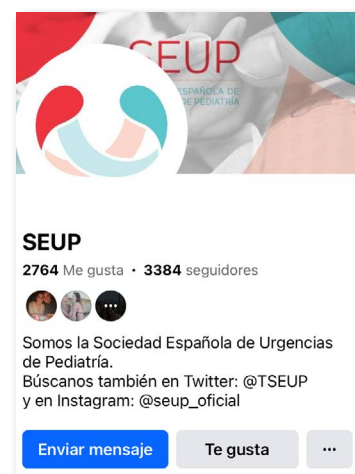 SEUP
ESPAÑOLA DE
DE PEDIATRÍA
SEUP
2764 Me gusta · 3384 seguidores
Somos la Sociedad Española de Urgencias
de Pediatría.
Búscanos también en Twitter: @TSEUP
y en Instagram: @seup_oficial
Enviar mensaje
Te gusta
...